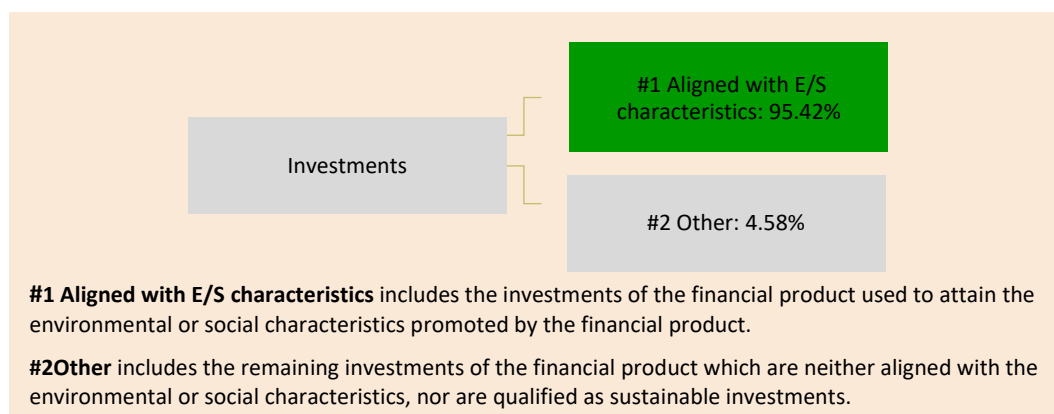 #1 Aligned with E/S
characteristics: 95.42%
Investments
#2 Other: 4.58%
#1 Aligned with E/S characteristics includes the investments of the financial product used to attain the
environmental or social characteristics promoted by the financial product.
#2Other includes the remaining investments of the financial product which are neither aligned with the
environmental or social characteristics, nor are qualified as sustainable investments.